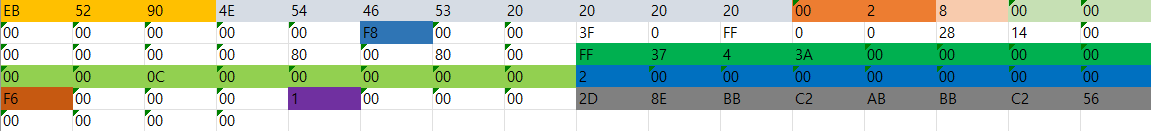 EB 52 90 4E 54 46 53 20 20 20 20 00 2 8 00 00
00 00 00 00 00 F8 00 00 3F 0 FF 0 0 28 14 00
00 00 00 00 80 00 80 00 FF 37 4 3A 00 00 00 00
00 00 0C 00 00 00 00 00 2 00 00 00 00 00 00 00
F6 00 00 00 1 00 00 00 2D 8E BB C2 AB BB C2 56
00 00 00 00